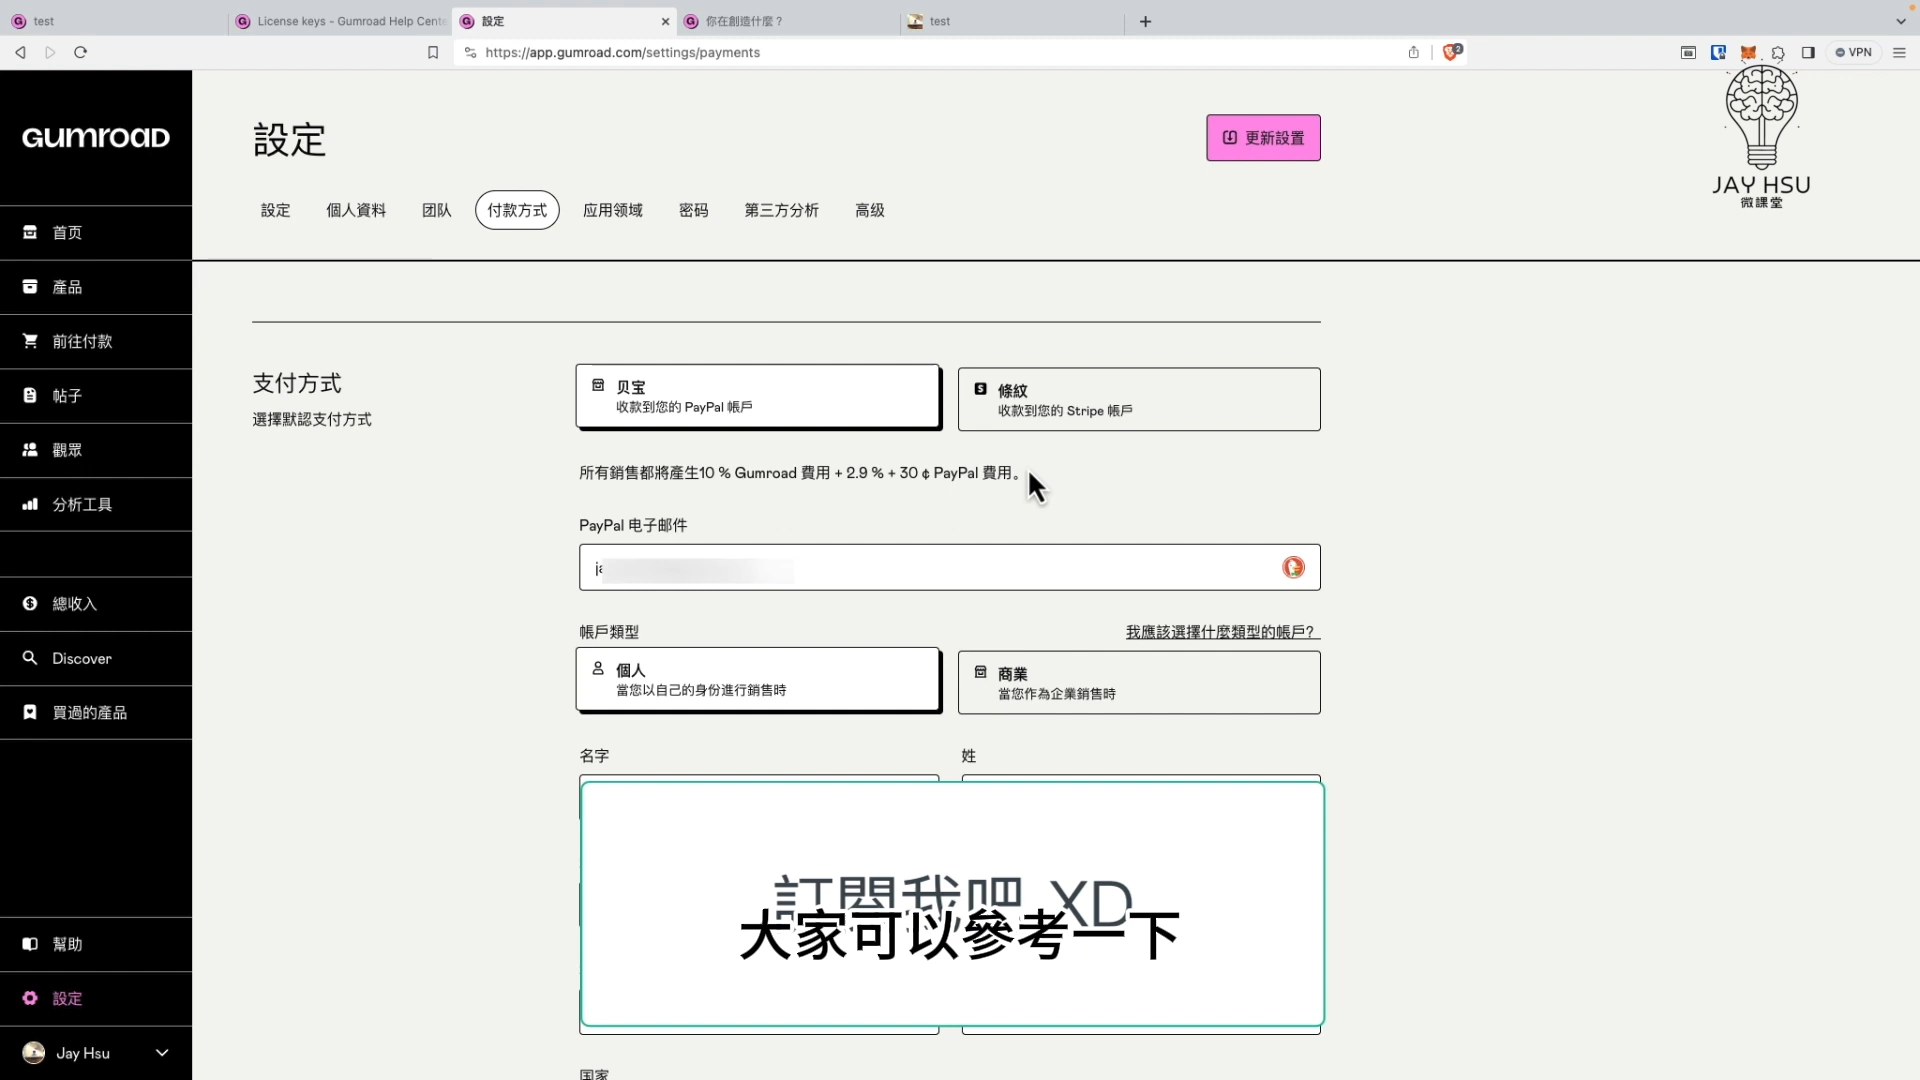 test
License keys - Gumroad Help Cente
設定
你在創造什麼？
test
https://app.gumroad.com/settings/payments
2
VPN
GUMROAD
設定
更新設置
JAY HSU
微課堂
設定
個人資料
团队
付款方式
应用领域
密码
第三方分析
高级
首页
產品
前往付款
帖子
觀眾
分析工具
總收入
Discover
買過的產品
幫助
設定
Jay Hsu
支付方式
選擇默認支付方式
贝宝
收款到您的 PayPal 帳戶
條紋
收款到您的 Stripe 帳戶
所有銷售都將產生10 % Gumroad 費用 + 2.9 % + 30 ¢ PayPal 費用。
PayPal 电子邮件
帳戶類型
我應該選擇什麼類型的帳戶？
個人
當您以自己的身份進行銷售時
商業
當您作為企業銷售時
名字
姓
訂閱我吧 XD
大家可以參考一下
国家